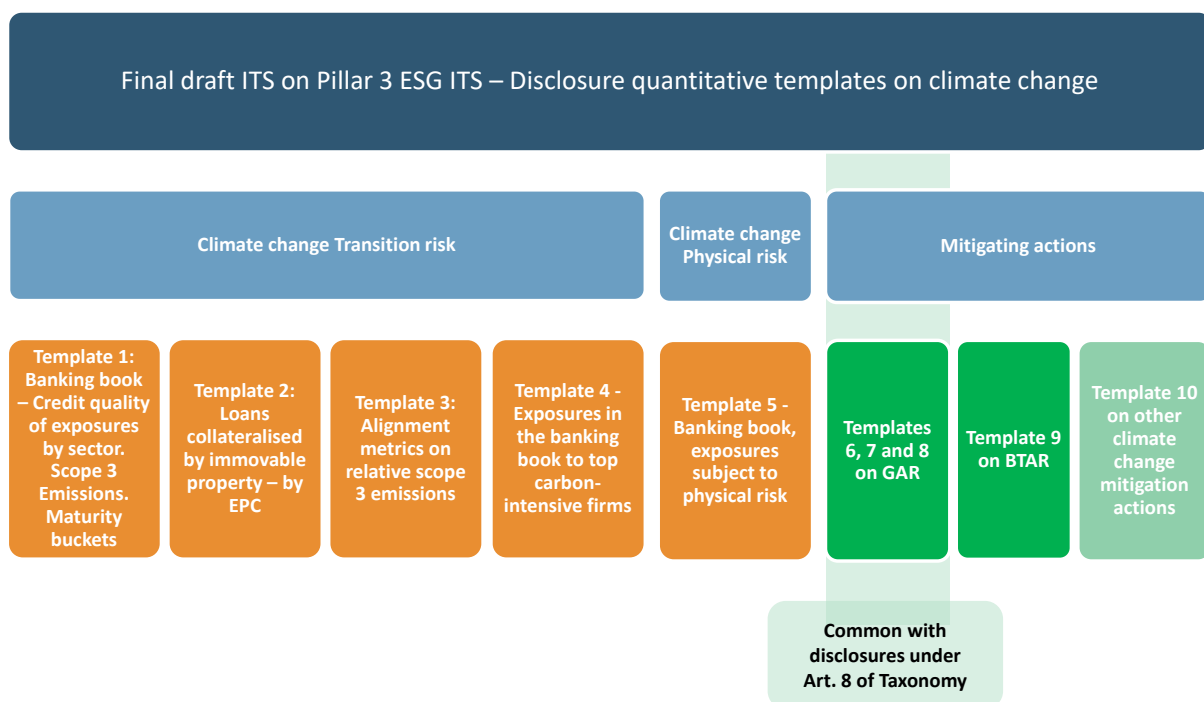 Final draft ITS on Pillar 3 ESG ITS – Disclosure quantitative templates on climate change
Climate change Transition risk
Climate change
Physical risk
Mitigating actions
Template 1:
Banking book
– Credit quality
of exposures
by sector.
Scope 3
Emissions.
Maturity
buckets
Template 2:
Loans
collateralised
by immovable
property – by
EPC
Template 3:
Alignment
metrics on
relative scope
3 emissions
Template 4 -
Exposures in
the banking
book to top
carbon-
intensive firms
Template 5 -
Banking book,
exposures
subject to
physical risk
Templates
6, 7 and 8
on GAR
Template 9
on BTAR
Template 10
on other
climate
change
mitigation
actions
Common with
disclosures under
Art. 8 of Taxonomy